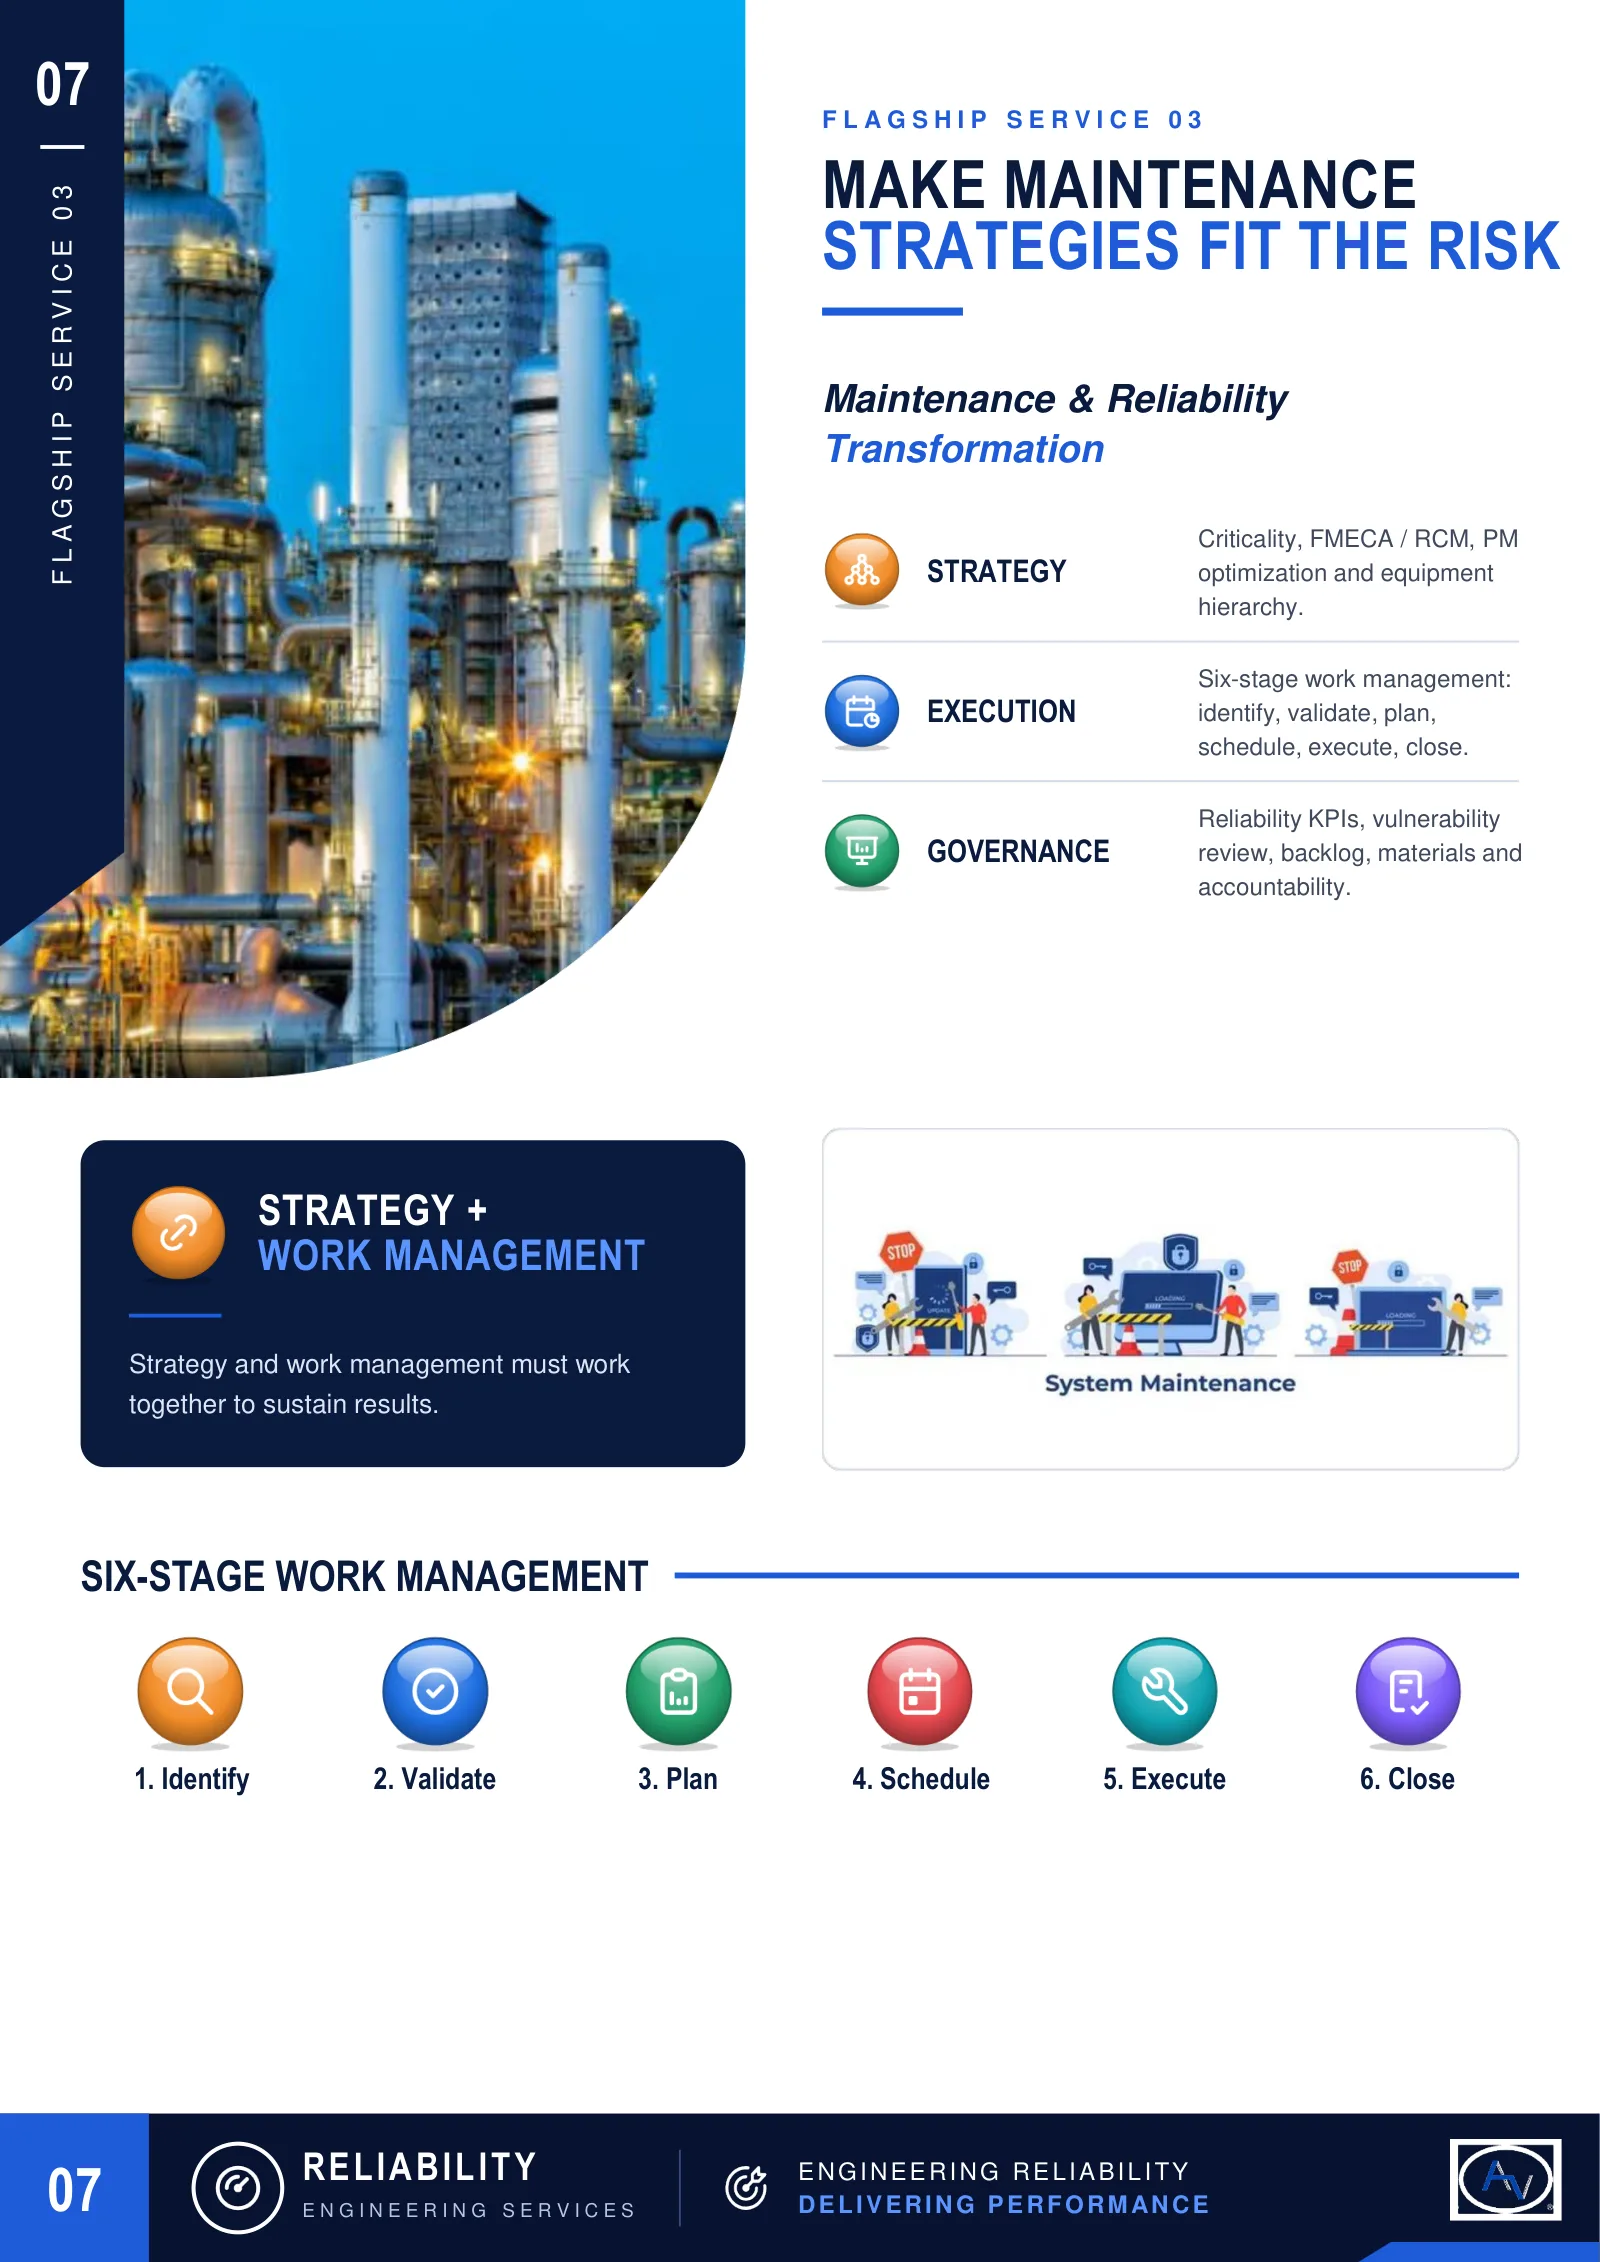 07
FLAGSHIP SERVICE 03
FLAGSHIP SERVICE 03
MAKE MAINTENANCE
STRATEGIES FIT THE RISK
Maintenance & Reliability
Transformation
STRATEGY
Criticality, FMECA / RCM, PM
optimization and equipment
hierarchy.
EXECUTION
Six-stage work management:
identify, validate, plan,
schedule, execute, close.
GOVERNANCE
Reliability KPIs, vulnerability
review, backlog, materials and
accountability.
STRATEGY +
WORK MANAGEMENT
Strategy and work management must work
together to sustain results.
STOP
UPDATE
LOADING
STOP
LOADING
System Maintenance
SIX-STAGE WORK MANAGEMENT
1. Identify
2. Validate
3. Plan
4. Schedule
5. Execute
6. Close
07
RELIABILITY
ENGINEERING SERVICES
ENGINEERING RELIABILITY
DELIVERING PERFORMANCE
AV
®